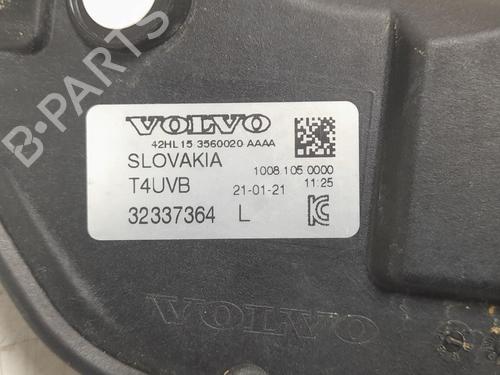 B-PARTS
VOLVO
42HL15 3560020 AAAA
SLOVAKIA
1008.105.0000
T4UVB 21-01-21 11:25
32337364 L
VOLVO